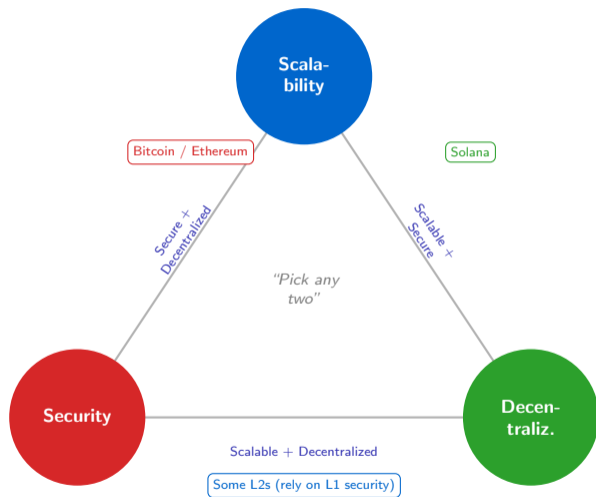 Scala-
bility
Bitcoin / Ethereum
Solana
Secure +
Decentralized
Scalable +
Secure
“Pick any
two”
Security
Decen-
traliz.
Scalable + Decentralized
Some L2s (rely on L1 security)